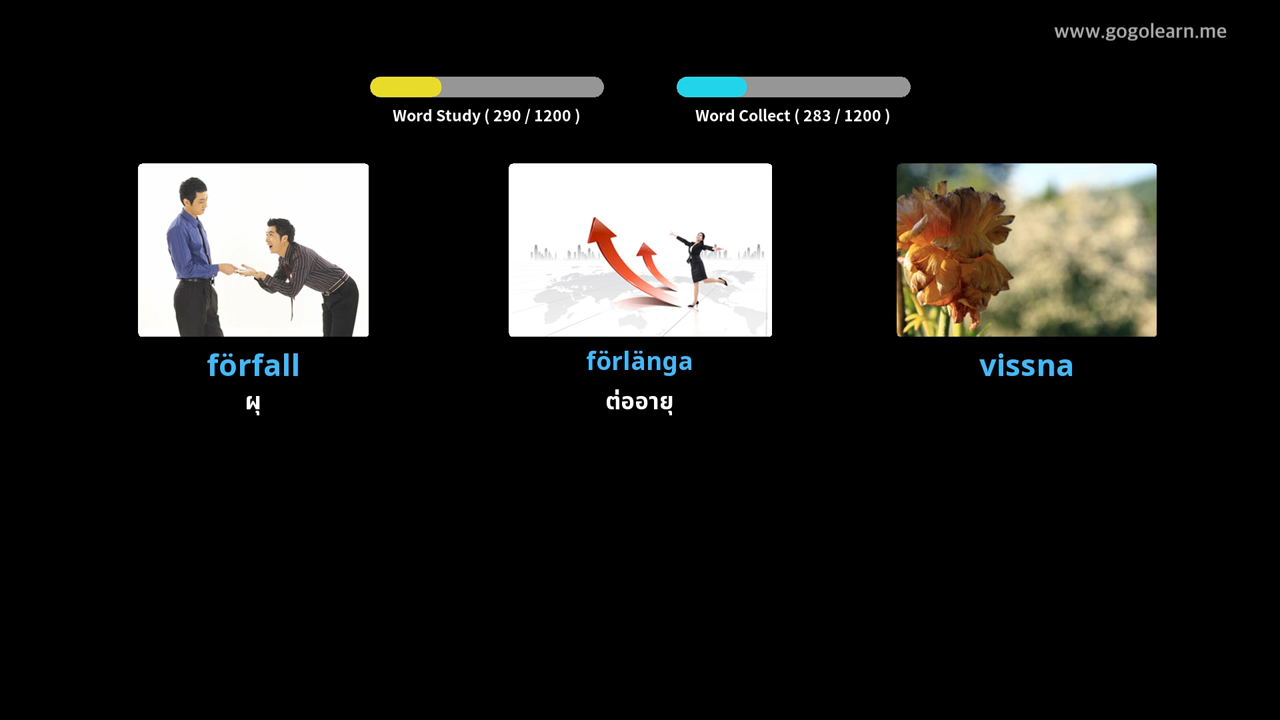 www.gogolearn.me
Word Study ( 290 / 1200 )
Word Collect ( 283 / 1200 )
förfall
förlänga
vissna
ผุ
ต่ออายุ